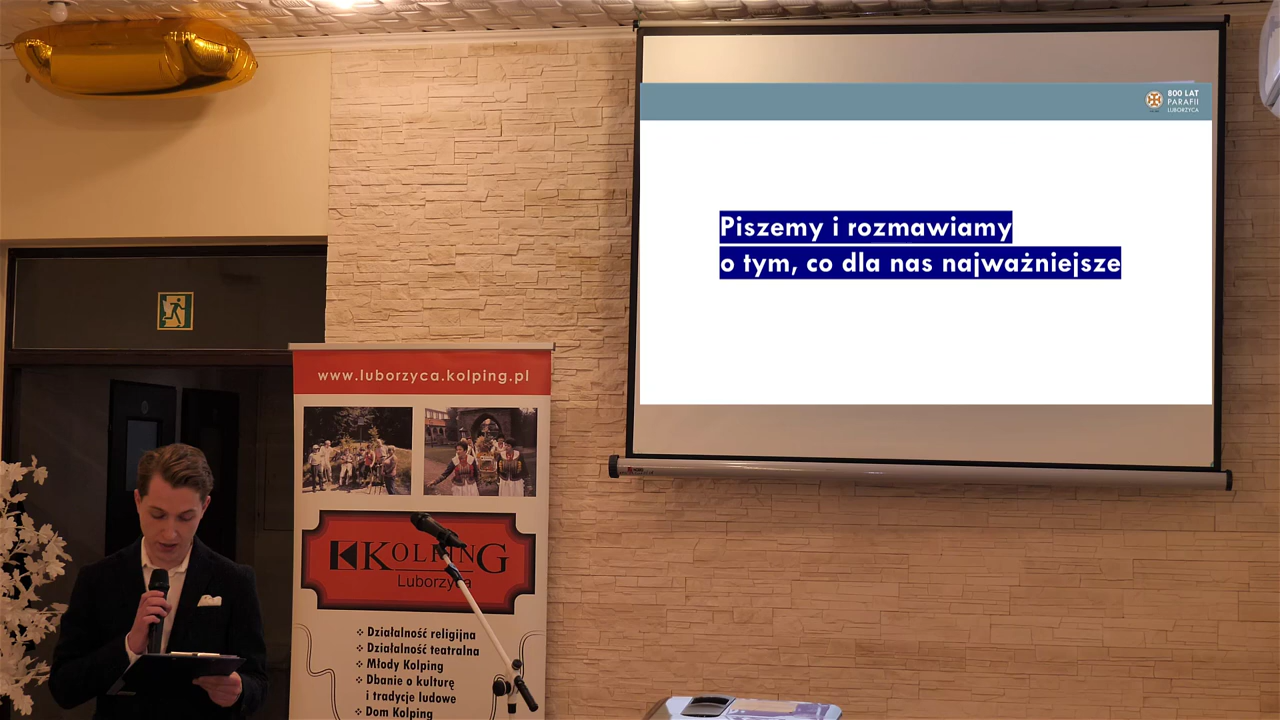 800 LAT
PARAFII
LUBORZYCA
Piszemy i rozmawiamy
o tym, co dla nas najważniejsze
www.luborzyca.kolping.pl
KOLPING
Luborzyca
Działalność religijna
Działalność teatralna
Młody Kolping
Dbanie o kulturę
i tradycje ludowe
Dom Kolping